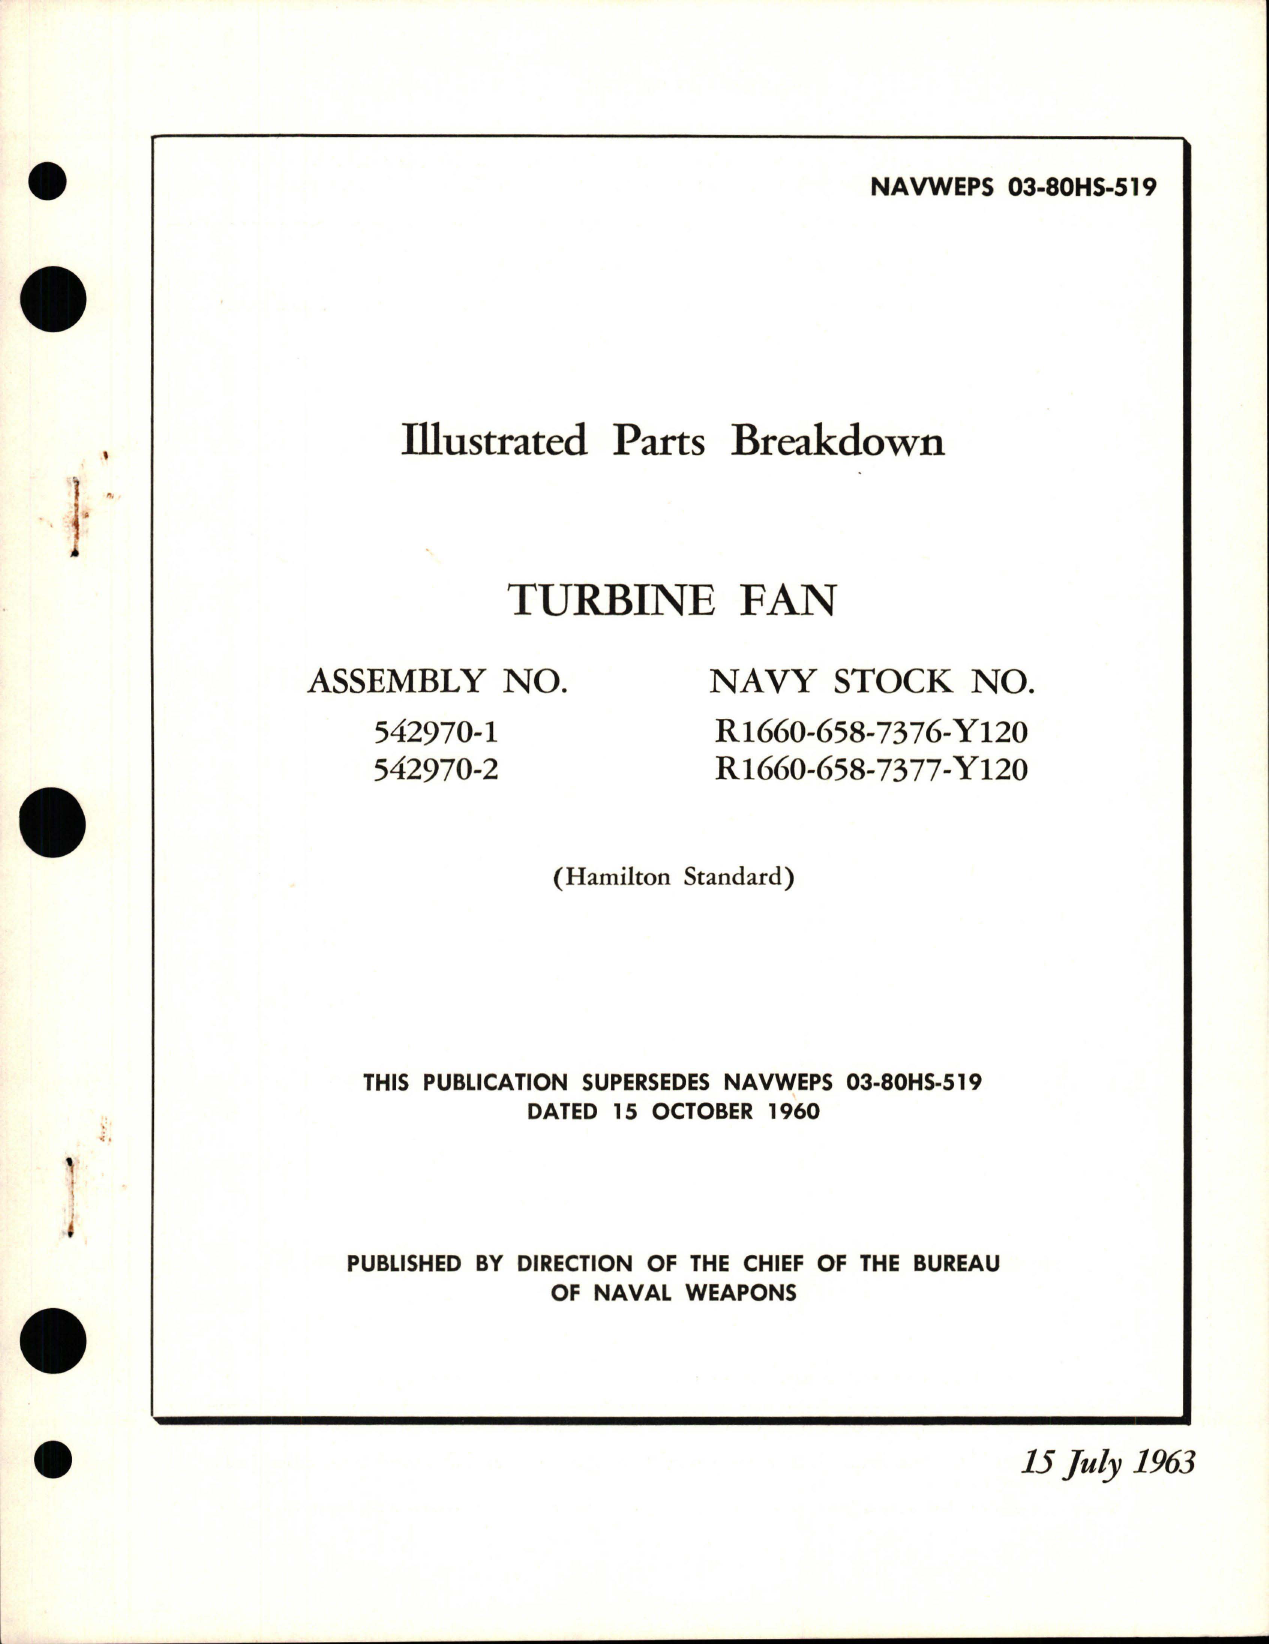 NAVWEPS 03-80HS-519
Illustrated Parts Breakdown
TURBINE FAN
ASSEMBLY NO. NAVY STOCK NO.
542970-1 R1660-658-7376-Y120
542970-2 R1660-658-7377-Y120
(Hamilton Standard)
THIS PUBLICATION SUPERSEDES NAVWEPS 03-80HS-519
DATED 15 OCTOBER 1960
PUBLISHED BY DIRECTION OF THE CHIEF OF THE BUREAU
OF NAVAL WEAPONS
15 July 1963